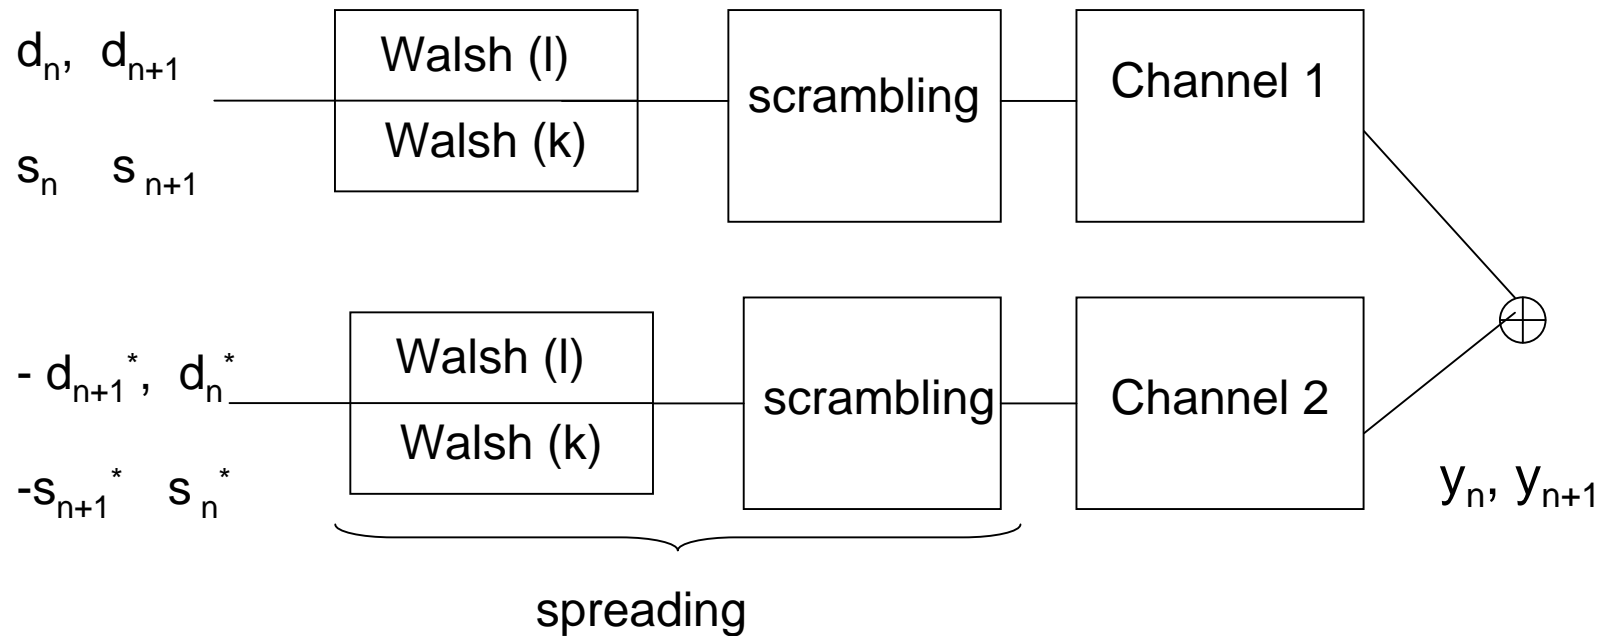 dₙ, dₙ₊₁
Walsh (l)
scrambling
Channel 1
Walsh (k)
sₙ sₙ₊₁
- dₙ₊₁*, dₙ*
Walsh (l)
scrambling
Channel 2
Walsh (k)
-sₙ₊₁* sₙ*
yₙ, yₙ₊₁
spreading